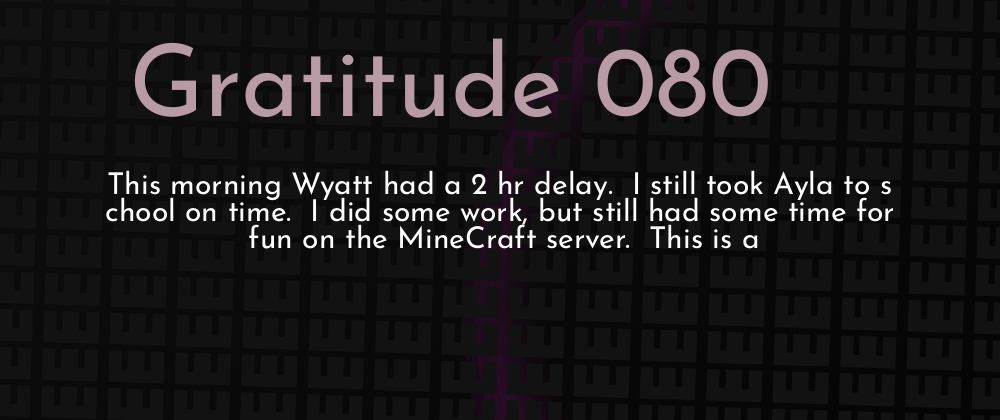 Gratitude 080
This morning Wyatt had a 2 hr delay.  I still took Ayla to s
chool on time.  I did some work, but still had some time for
fun on the MineCraft server.  This is a